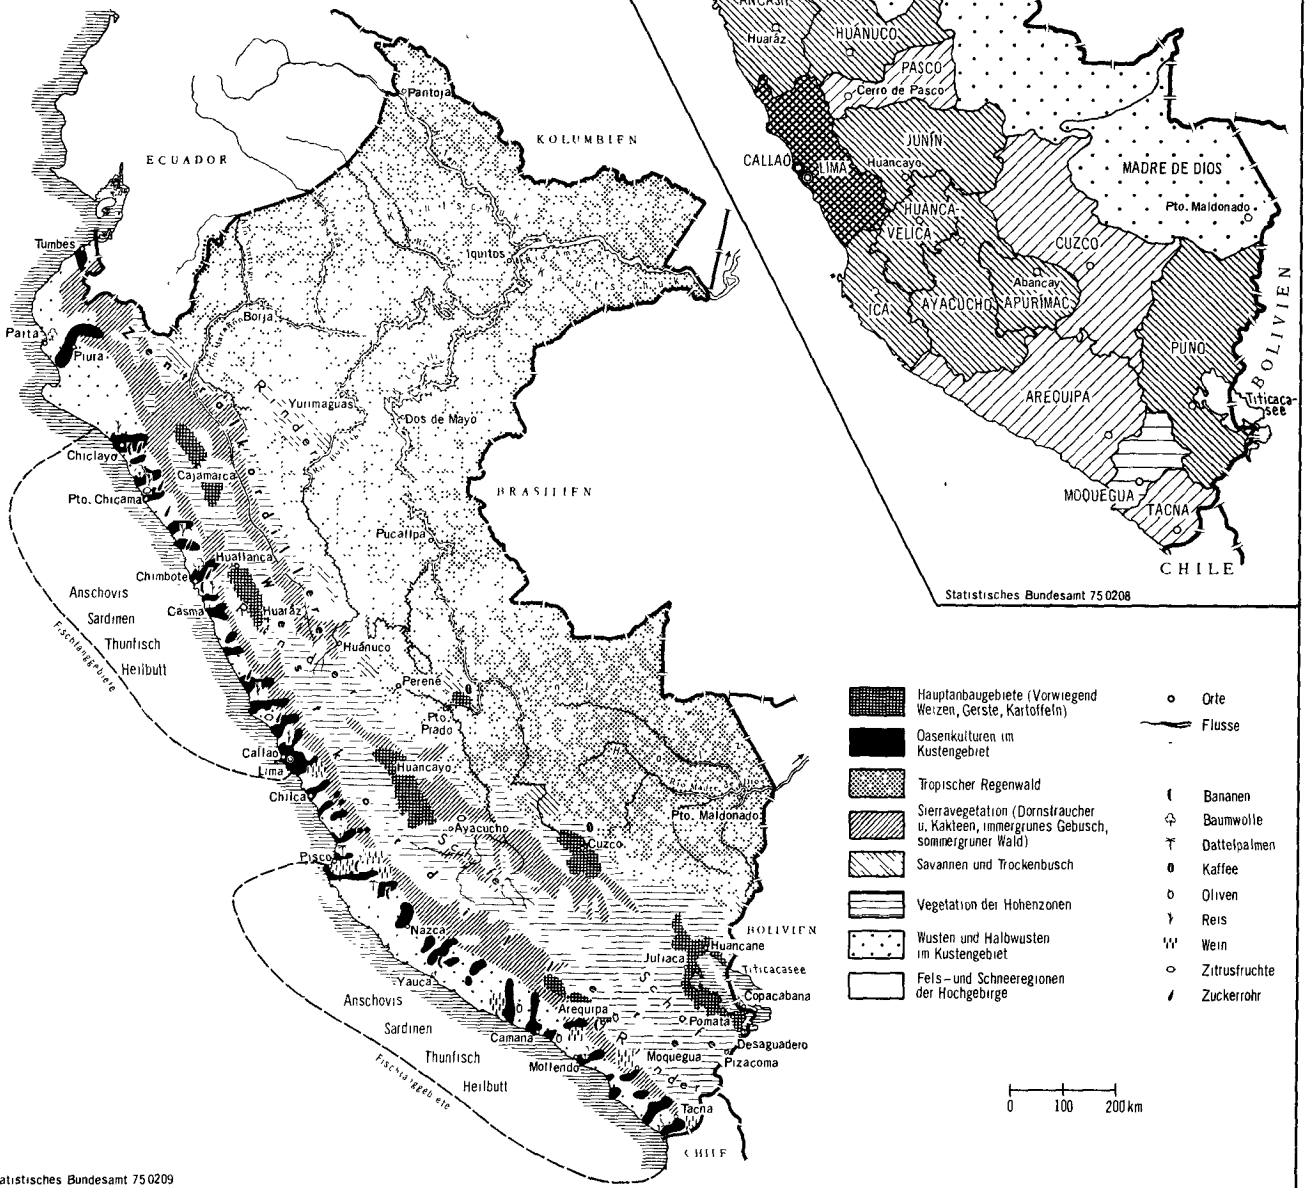 Pantoja
KOLUMBIEN
ECUADOR
Tumbes
Iquitos
Borja
Paita
Piura
Yurimaguas
Dos de Mayo
Chiclayo
Cajamarca
Pto. Chicama
BRASILIEN
Pucallpa
Huallanca
Chimbote
Casma
Huaráz
Anschovis
Sardinen
Thunfisch
Heilbutt
Fischfanggebiete
Huánuco
Perené
Pto.
Prado
Callao
Lima
Huancayo
Chilca
Pto. Maldonado
Ayacucho
Cuzco
Pisco
Nazca
BOLIVIEN
Huancane
Juliaca
Titicacasee
Yauca
Copacabana
Anschovis
Sardinen
Thunfisch
Heilbutt
Fischfanggebiete
Arequipa
Pomata
Camaná
Desaguadero
Moquegua
Pizacoma
Mollendo
Tacna
CHILE
Statistisches Bundesamt 75 0208
atistisches Bundesamt 75 0209
ANCASH
Huaráz
HUÁNUCO
PASCO
Cerro de Pasco
JUNÍN
CALLAO
LIMA
Huancayo
MADRE DE DIOS
Pto. Maldonado
HUANCA-
VELICA
CUZCO
Abancay
ICA
AYACUCHO
APURÍMAC
PUNO
BOLIVIEN
AREQUIPA
Titicaca-
see
MOQUEGUA
TACNA
CHILE
Hauptanbaugebiete (Vorwiegend
Weizen, Gerste, Kartoffeln)
Oasenkulturen im
Kustengebiet
Tropischer Regenwald
Sierravegetation (Dornstraucher
u. Kakteen, immergrunes Gebusch,
sommergruner Wald)
Savannen und Trockenbusch
Vegetation der Hohenzonen
Wusten und Halbwusten
im Kustengebiet
Fels- und Schneeregionen
der Hochgebirge
Orte
Flusse
Bananen
Baumwolle
Dattelpalmen
Kaffee
Oliven
Reis
Wein
Zitrusfruchte
Zuckerrohr
0 100 200 km